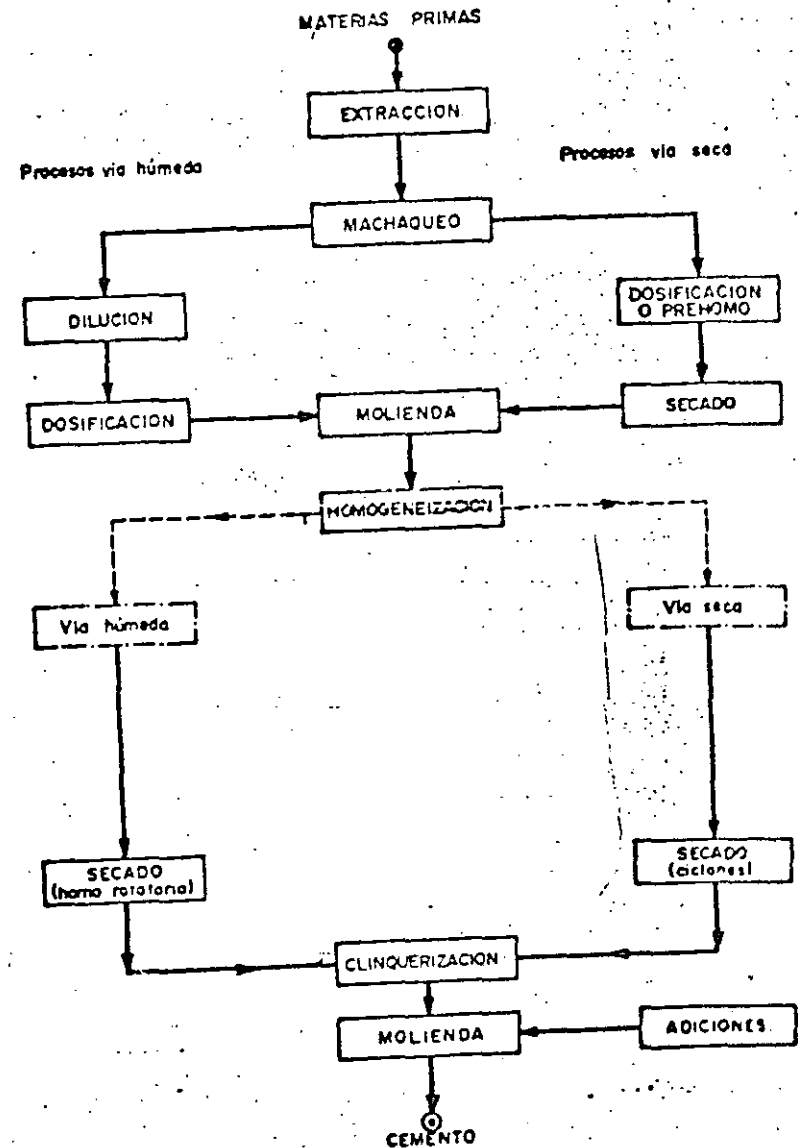 MATERIAS PRIMAS
EXTRACCION
Procesos via húmeda
Procesos via seca
MACHAQUEO
DILUCION
DOSIFICACION
O PREHOMO
DOSIFICACION
MOLIENDA
SECADO
HOMOGENEIZACION
Via húmeda
Via seca
SECADO
(horno rotatorio)
SECADO
(ciclones)
CLINQUERIZACION
MOLIENDA
ADICIONES.
CEMENTO